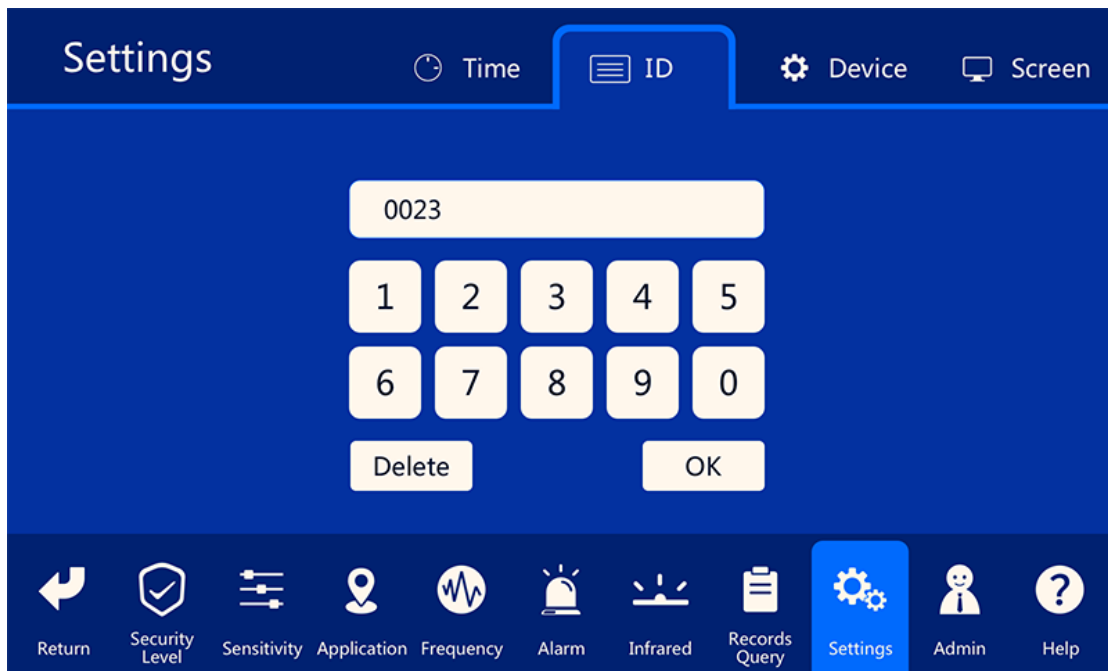 Settings
Time
ID
Device
Screen
0023
1 2 3 4 5
6 7 8 9 0
Delete OK
Return
Security
Level
Sensitivity
Application
Frequency
Alarm
Infrared
Records
Query
Settings
Admin
? Help